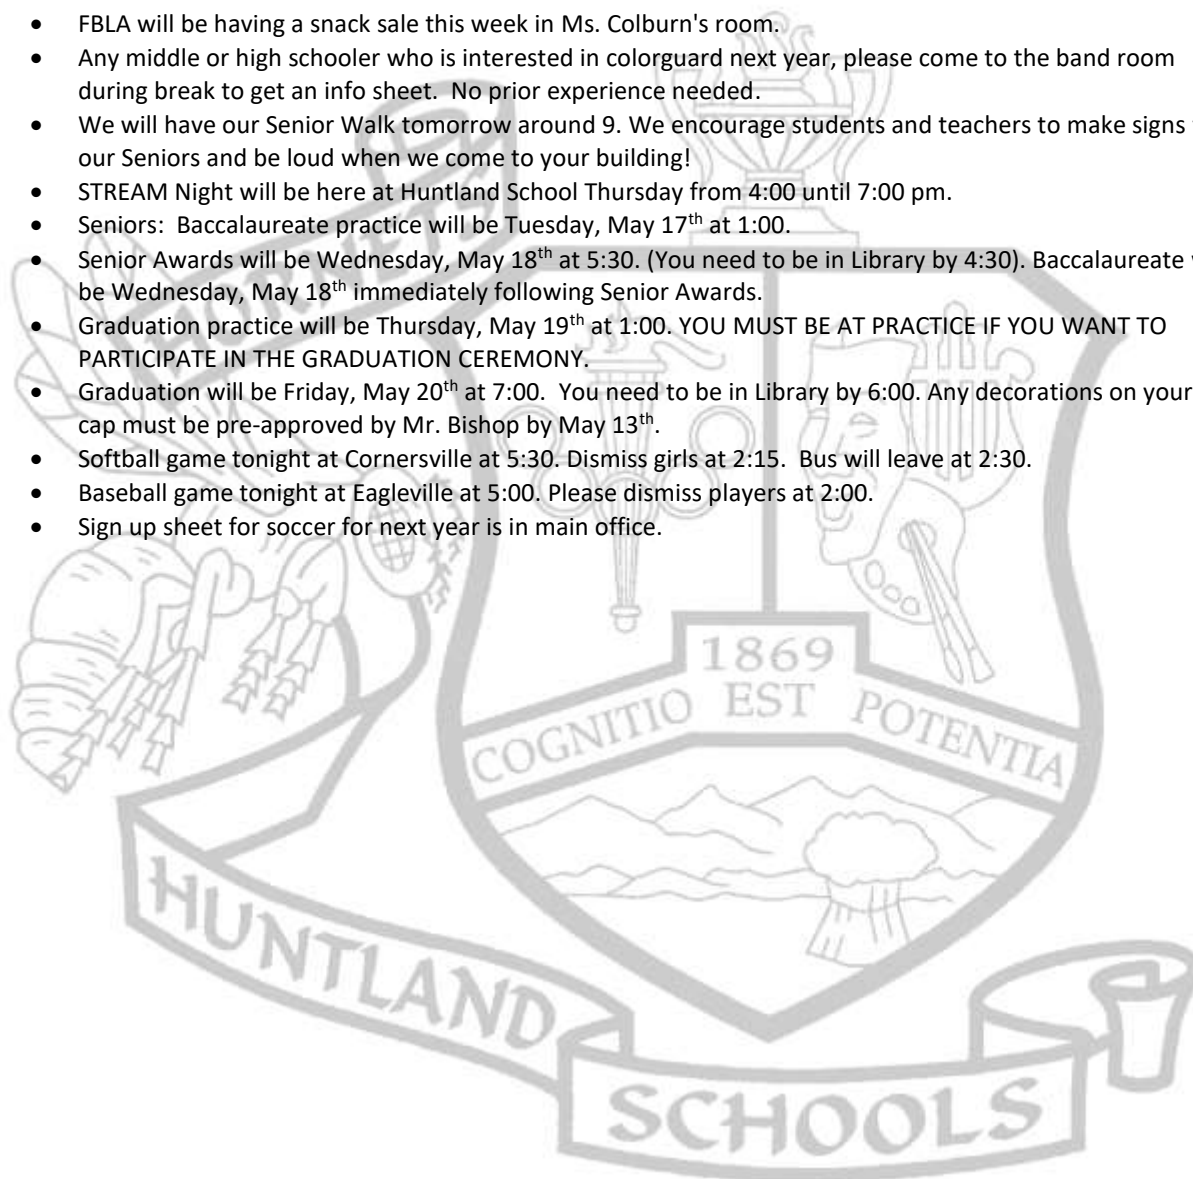 • FBLA will be having a snack sale this week in Ms. Colburn's room.
• Any middle or high schooler who is interested in colorguard next year, please come to the band room
during break to get an info sheet. No prior experience needed.
• We will have our Senior Walk tomorrow around 9. We encourage students and teachers to make signs
our Seniors and be loud when we come to your building!
• STREAM Night will be here at Huntland School Thursday from 4:00 until 7:00 pm.
• Seniors: Baccalaureate practice will be Tuesday, May 17th at 1:00.
• Senior Awards will be Wednesday, May 18th at 5:30. (You need to be in Library by 4:30). Baccalaureate
be Wednesday, May 18th immediately following Senior Awards.
• Graduation practice will be Thursday, May 19th at 1:00. YOU MUST BE AT PRACTICE IF YOU WANT TO
PARTICIPATE IN THE GRADUATION CEREMONY.
• Graduation will be Friday, May 20th at 7:00. You need to be in Library by 6:00. Any decorations on your
cap must be pre-approved by Mr. Bishop by May 13th.
• Softball game tonight at Cornersville at 5:30. Dismiss girls at 2:15. Bus will leave at 2:30.
• Baseball game tonight at Eagleville at 5:00. Please dismiss players at 2:00.
• Sign up sheet for soccer for next year is in main office.
HORNETS
1869
COGNITIO EST POTENTIA
HUNTLAND
SCHOOLS